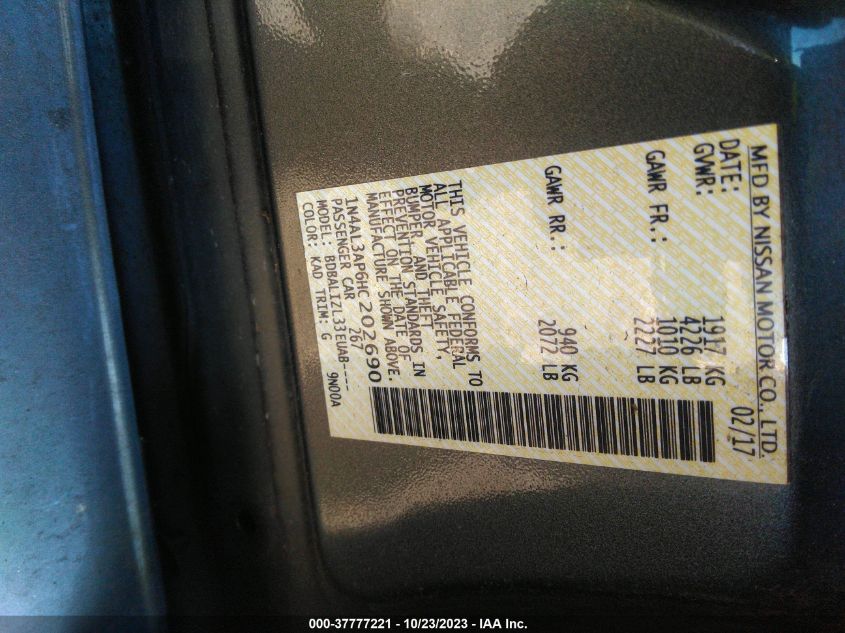 MFD BY NISSAN MOTOR CO., LTD.
DATE: 02/17
GVWR: 1917 KG
4226 LB
GAWR FR.: 1010 KG
2227 LB
GAWR RR.: 940 KG
2072 LB
THIS VEHICLE CONFORMS TO
ALL APPLICABLE FEDERAL
MOTOR VEHICLE SAFETY,
BUMPER, AND THEFT
PREVENTION STANDARDS IN
EFFECT ON THE DATE OF
MANUFACTURE SHOWN ABOVE.
1N4AL3AP6HC202690
PASSENGER CAR 267
MODEL: BDBALIZL33EUAB----
COLOR: KAD TRIM: G 9N00A
000-37777221 - 10/23/2023 - IAA Inc.